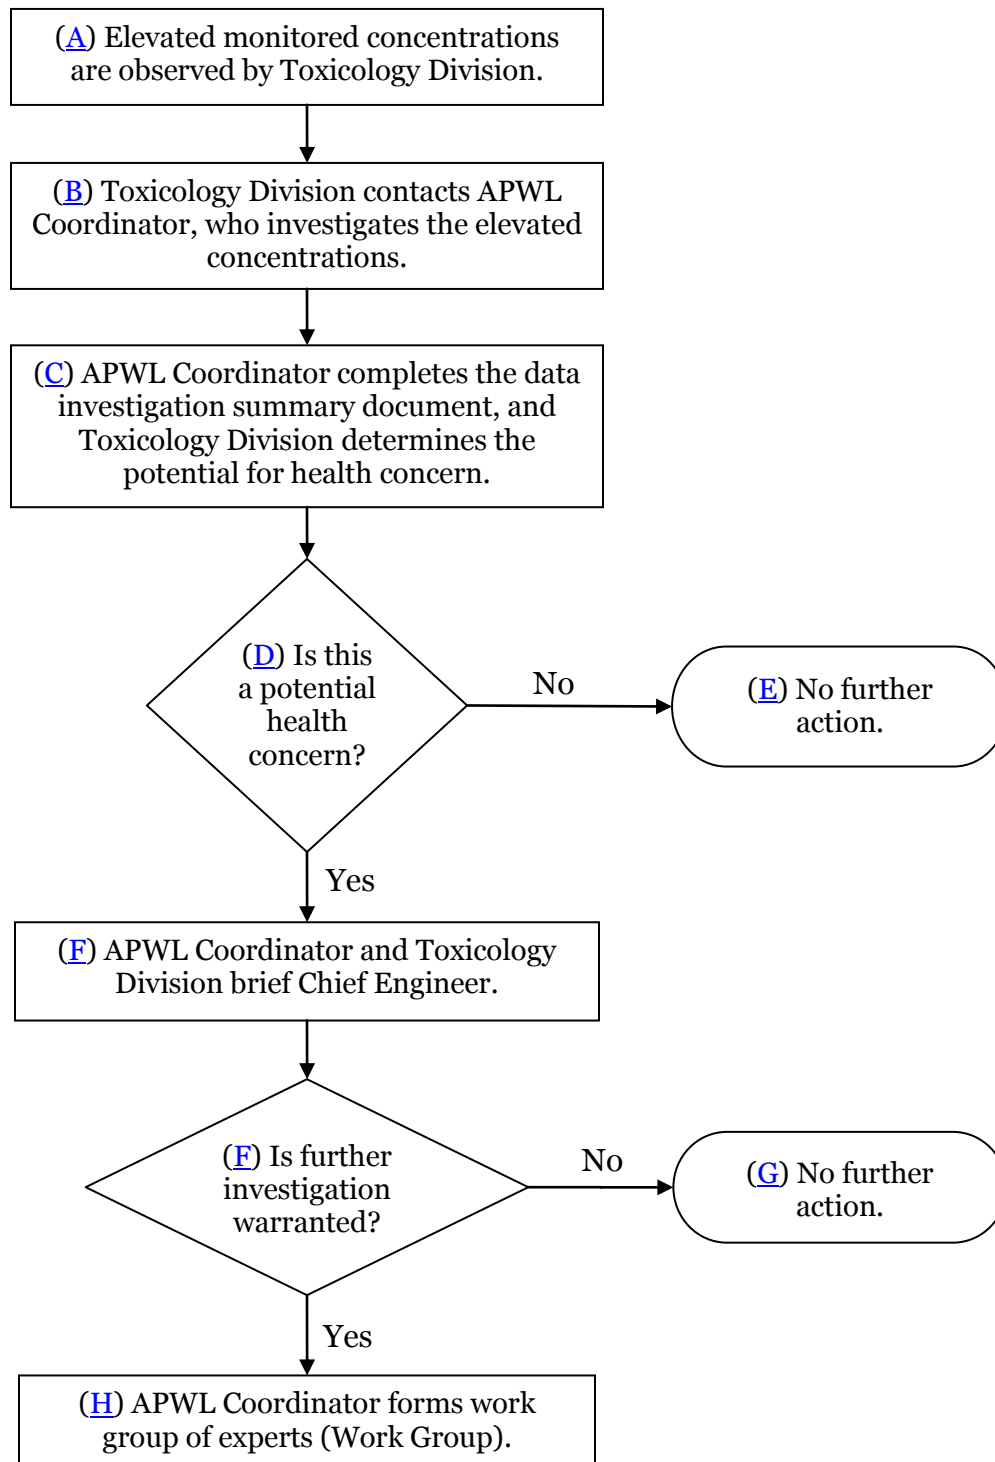 (A) Elevated monitored concentrations
are observed by Toxicology Division.
(B) Toxicology Division contacts APWL
Coordinator, who investigates the elevated
concentrations.
(C) APWL Coordinator completes the data
investigation summary document, and
Toxicology Division determines the
potential for health concern.
(D) Is this
a potential
health
concern?
No
(E) No further
action.
Yes
(F) APWL Coordinator and Toxicology
Division brief Chief Engineer.
(F) Is further
investigation
warranted?
No
(G) No further
action.
Yes
(H) APWL Coordinator forms work
group of experts (Work Group).